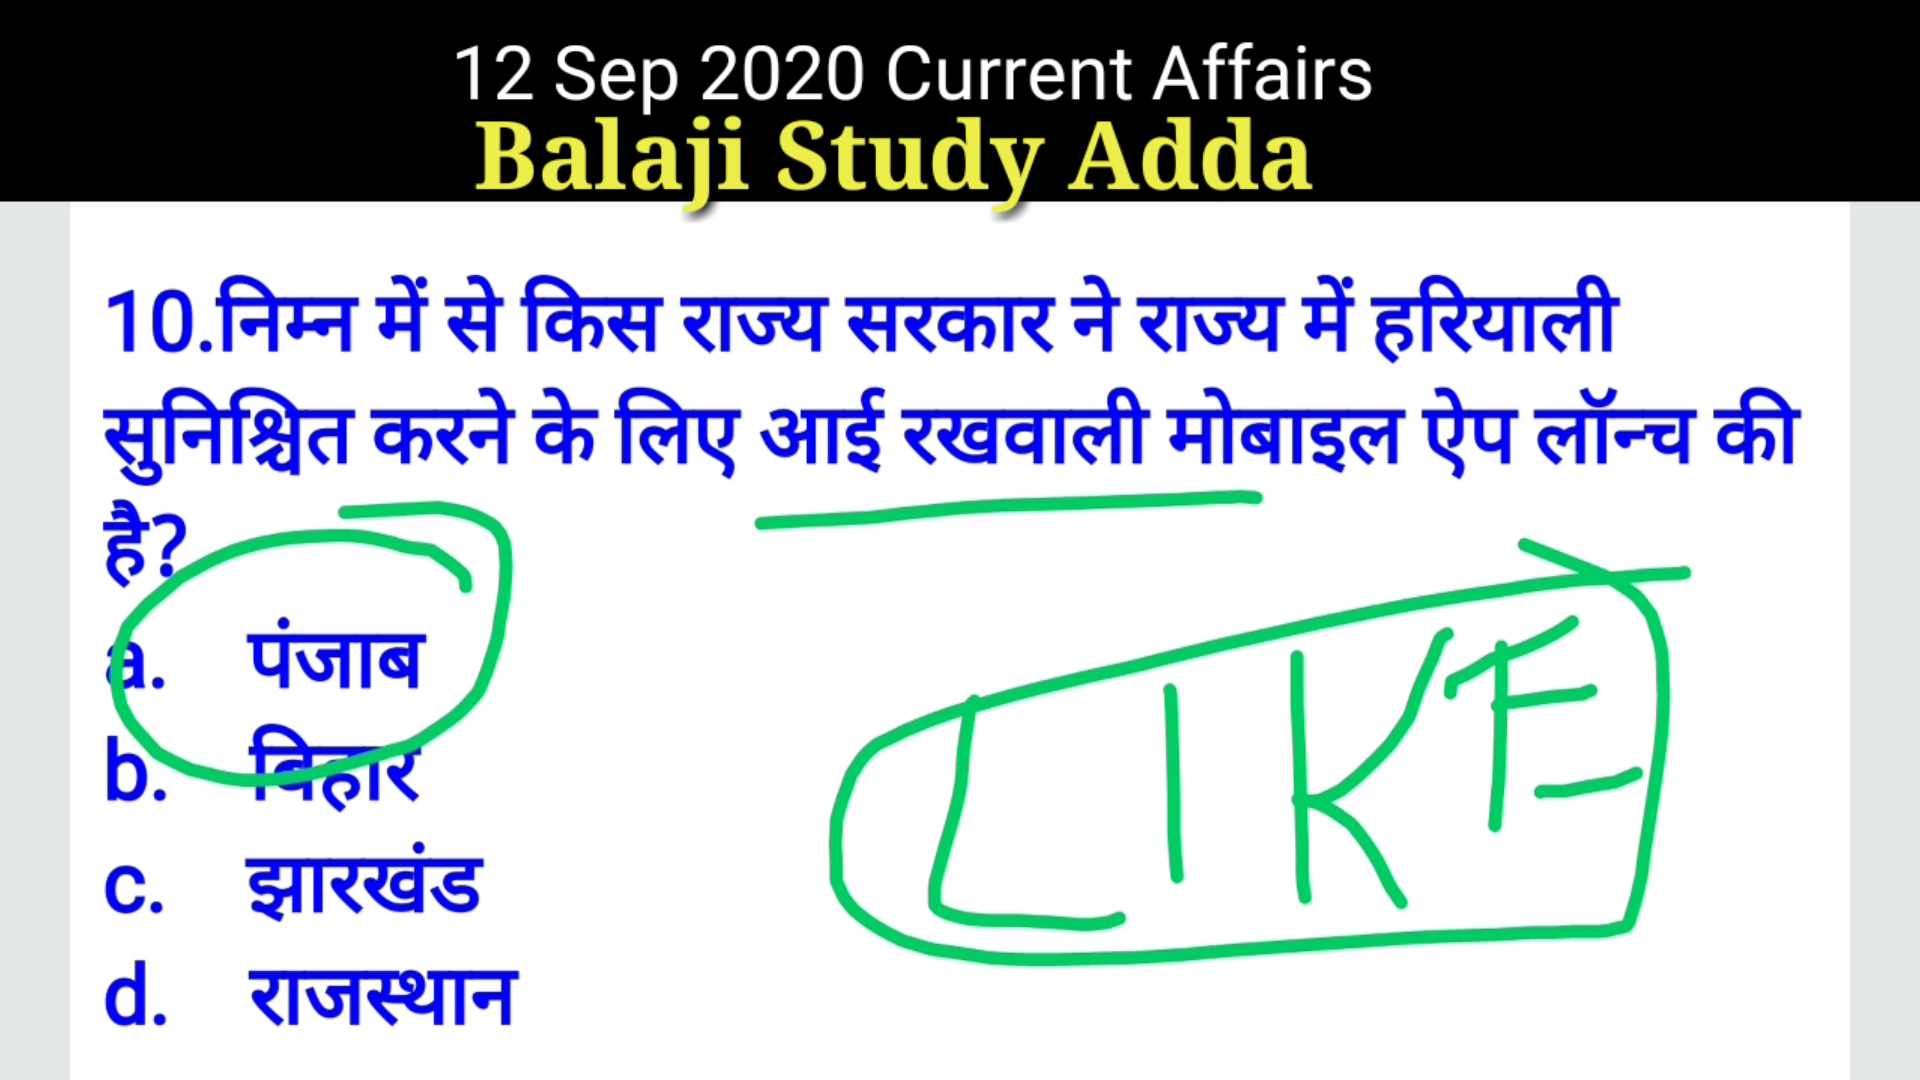 12 Sep 2020 Current Affairs
Balaji Study Adda
10.निम्न में से किस राज्य सरकार ने राज्य में हरियाली
सुनिश्चित करने के लिए आई रखवाली मोबाइल ऐप लॉन्च की
है?
a. पंजाब
b. बिहार
c. झारखंड
d. राजस्थान
LIKE